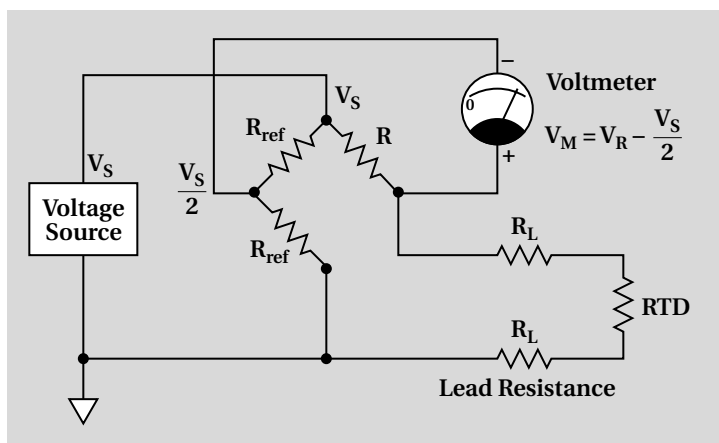 −
Voltmeter
0
V_S
R_ref
R
V_M = V_R − V_S/2
+
V_S
V_S/2
Voltage
Source
R_ref
R_L
RTD
R_L
Lead Resistance